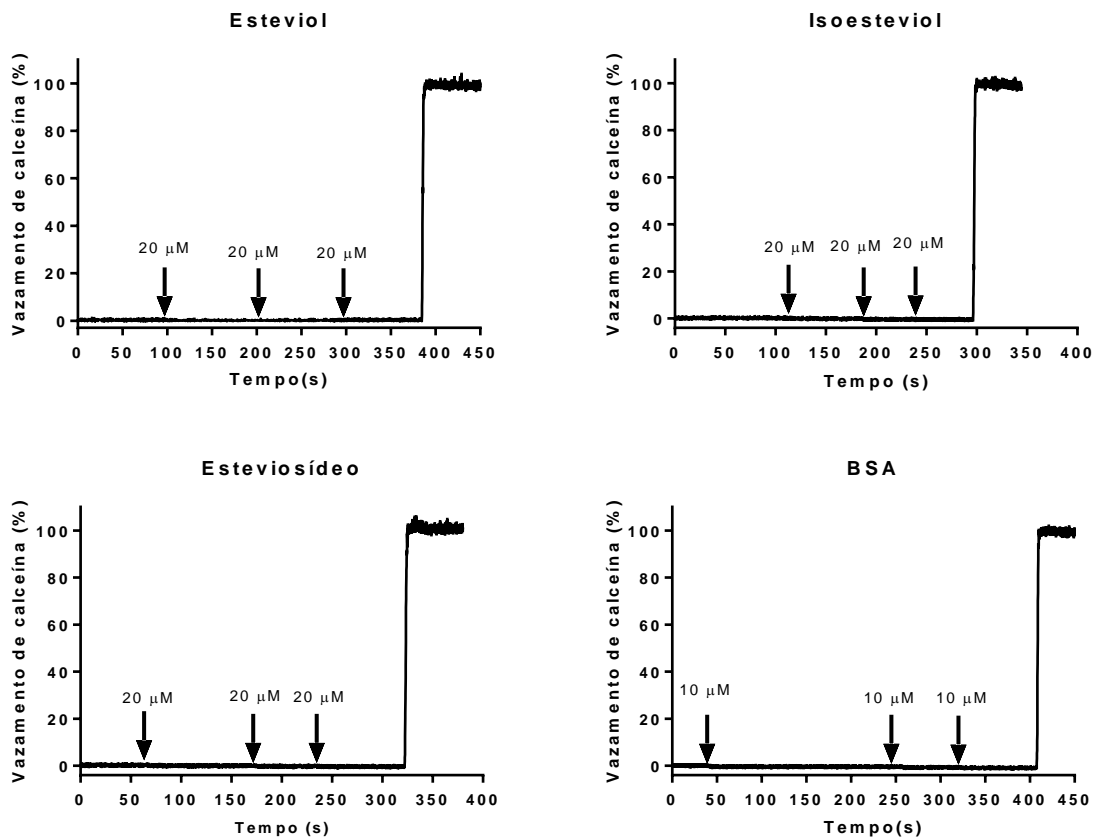 Esteviol
Vazamento de calceína (%)
100
80
60
40
20
0
20 μM 20 μM 20 μM
0 50 100 150 200 250 300 350 400 450
Tempo(s)
Isoesteviol
Vazamento de calceína (%)
100
80
60
40
20
0
20 μM 20 μM 20 μM
0 50 100 150 200 250 300 350 400
Tempo (s)
Esteviosídeo
Vazamento de calceína (%)
100
80
60
40
20
0
20 μM 20 μM 20 μM
0 50 100 150 200 250 300 350 400
Tempo (s)
BSA
Vazamento de calceína (%)
100
80
60
40
20
0
10 μM 10 μM 10 μM
0 50 100 150 200 250 300 350 400 450
Tempo(s)